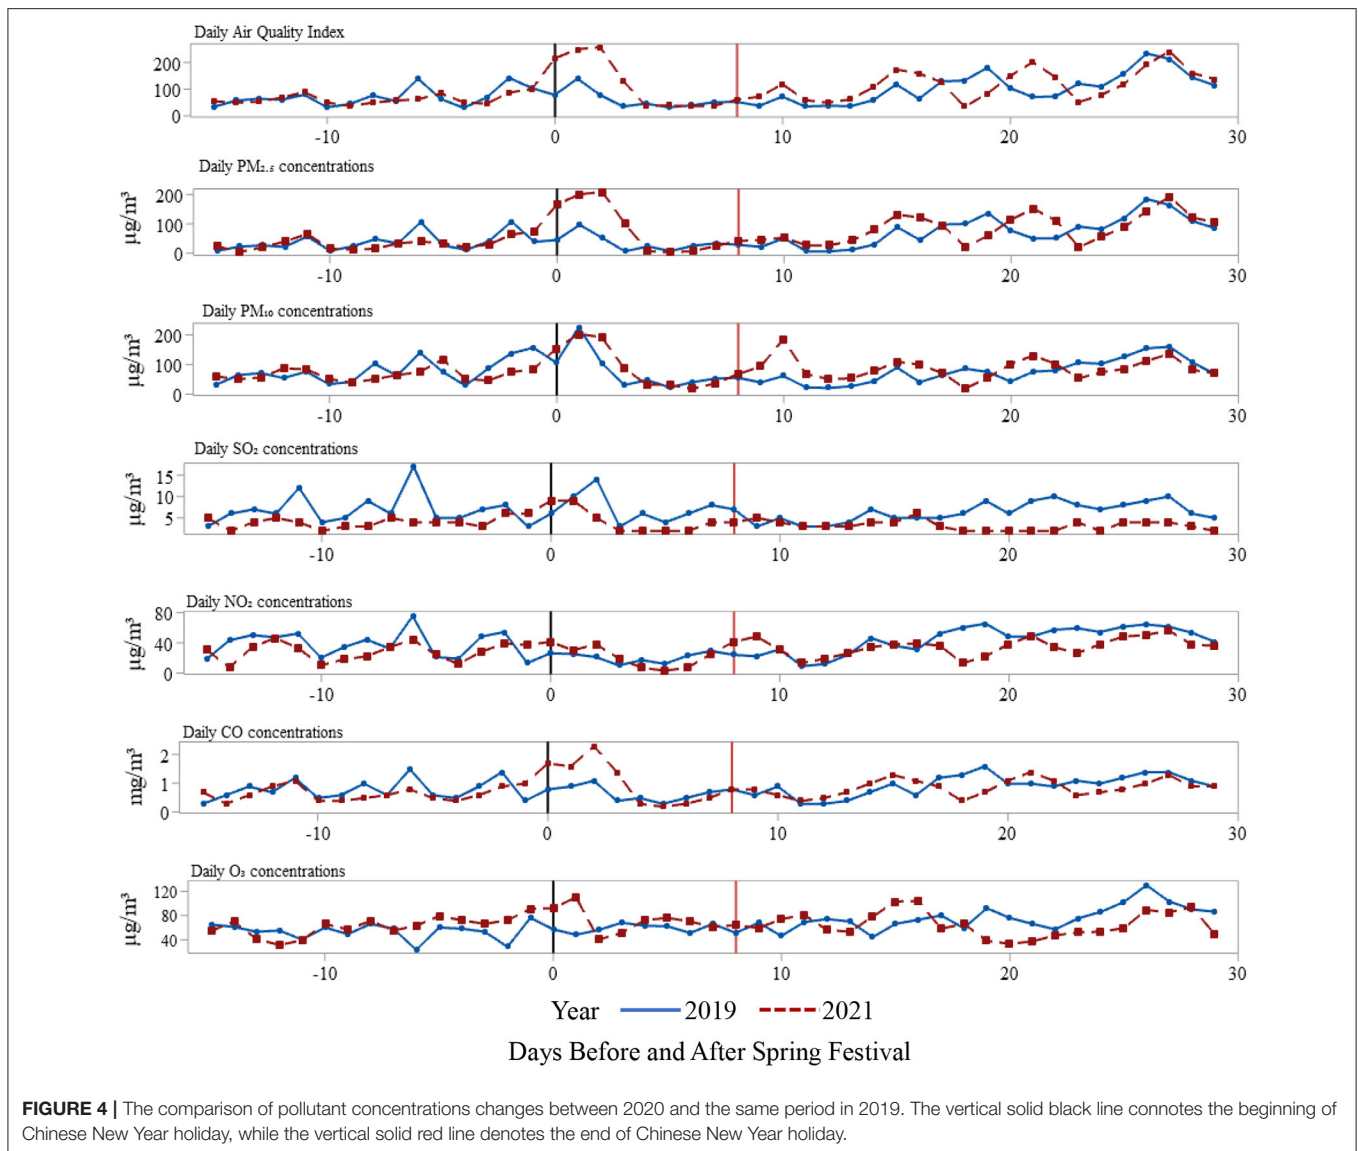 Daily Air Quality Index
200
100
0
-10 0 10 20 30
Daily PM₂.₅ concentrations
µg/m³
200
100
0
-10 0 10 20 30
Daily PM₁₀ concentrations
µg/m³
200
100
0
-10 0 10 20 30
Daily SO₂ concentrations
µg/m³
15
10
5
-10 0 10 20 30
Daily NO₂ concentrations
µg/m³
80
40
0
-10 0 10 20 30
Daily CO concentrations
mg/m³
2
1
0
-10 0 10 20 30
Daily O₃ concentrations
µg/m³
120
80
40
-10 0 10 20 30
Year 2019 2021
Days Before and After Spring Festival
FIGURE 4 | The comparison of pollutant concentrations changes between 2020 and the same period in 2019. The vertical solid black line connotes the beginning of
Chinese New Year holiday, while the vertical solid red line denotes the end of Chinese New Year holiday.